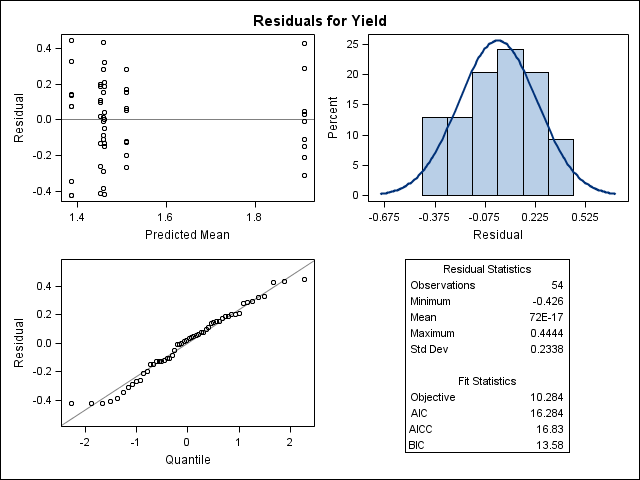 Residuals for Yield
0.4
0.2
0.0
-0.2
-0.4
Residual
1.4 1.6 1.8
Predicted Mean
25
20
15
10
5
0
Percent
-0.675 -0.375 -0.075 0.225 0.525
Residual
0.4
0.2
0.0
-0.2
-0.4
Residual
-2 -1 0 1 2
Quantile
Residual Statistics
Observations 54
Minimum -0.426
Mean 72E-17
Maximum 0.4444
Std Dev 0.2338
Fit Statistics
Objective 10.284
AIC 16.284
AICC 16.83
BIC 13.58